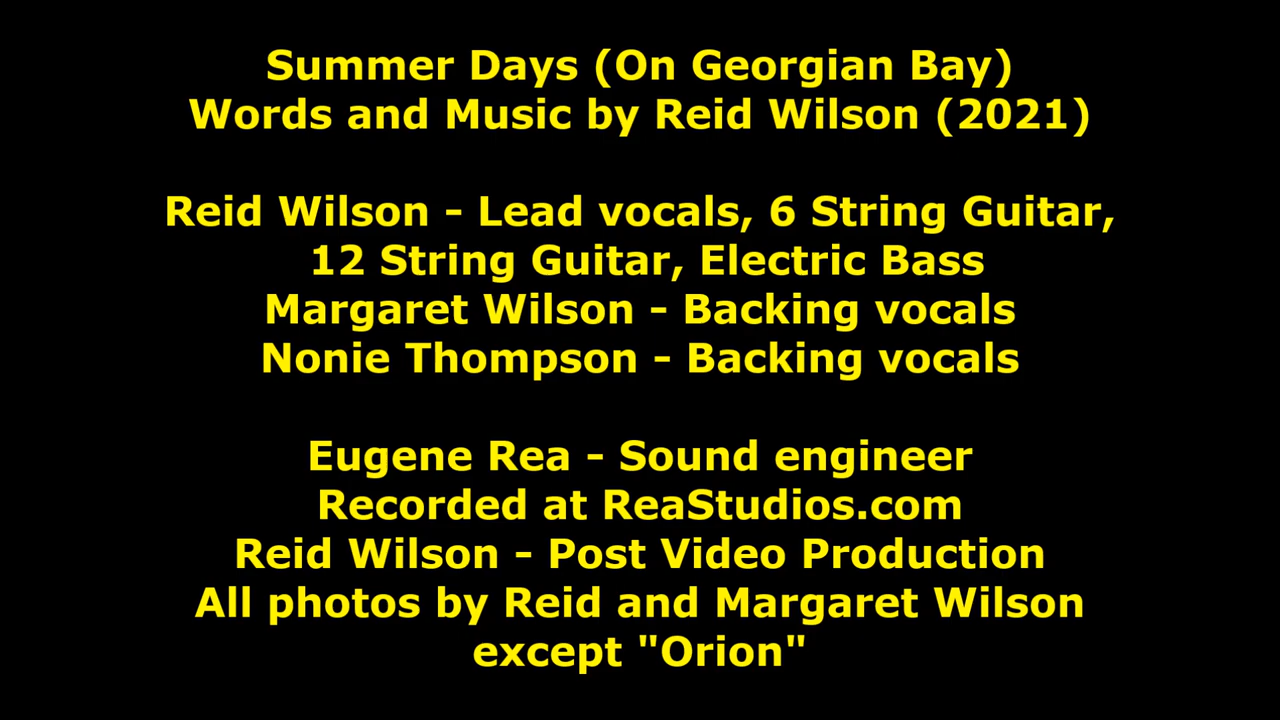 Summer Days (On Georgian Bay)
Words and Music by Reid Wilson (2021)
Reid Wilson - Lead vocals, 6 String Guitar,
12 String Guitar, Electric Bass
Margaret Wilson - Backing vocals
Nonie Thompson - Backing vocals
Eugene Rea - Sound engineer
Recorded at ReaStudios.com
Reid Wilson - Post Video Production
All photos by Reid and Margaret Wilson
except "Orion"